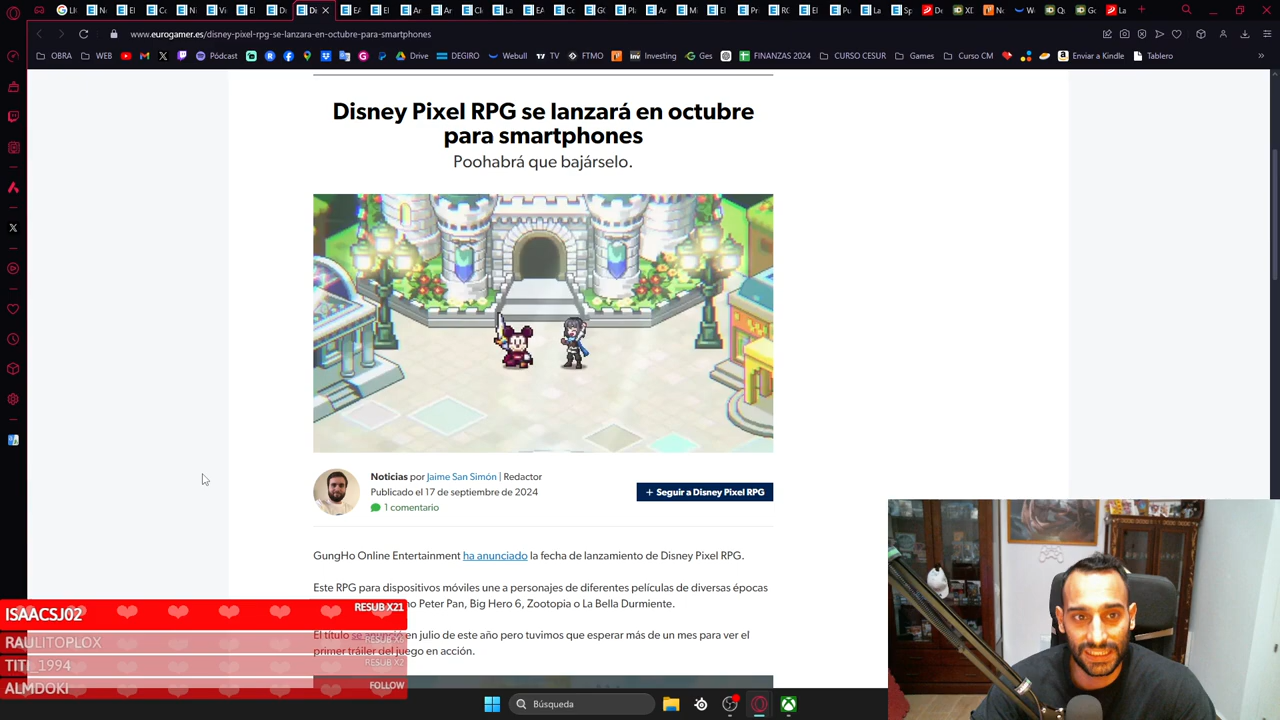 www.eurogamer.es/disney-pixel-rpg-se-lanzara-en-octubre-para-smartphones
OBRA
WEB
Pódcast
Drive
DEGIRO
Webull
TV
FTMO
Investing
Ges
FINANZAS 2024
CURSO CESUR
Games
Curso CM
Enviar a Kindle
Tablero
Disney Pixel RPG se lanzará en octubre
para smartphones
Poohabrá que bajárselo.
Noticias por Jaime San Simón | Redactor
Publicado el 17 de septiembre de 2024
1 comentario
+ Seguir a Disney Pixel RPG
GungHo Online Entertainment ha anunciado la fecha de lanzamiento de Disney Pixel RPG.
Este RPG para dispositivos móviles une a personajes de diferentes películas de diversas épocas
mo Peter Pan, Big Hero 6, Zootopia o La Bella Durmiente.
El título se anunció en julio de este año pero tuvimos que esperar más de un mes para ver el
primer tráiler del juego en acción.
ISAACSJ02 RESUB X21
RAULITOPLOX
TITI_1994 RESUB X2
ALMDOKI FOLLOW
Búsqueda